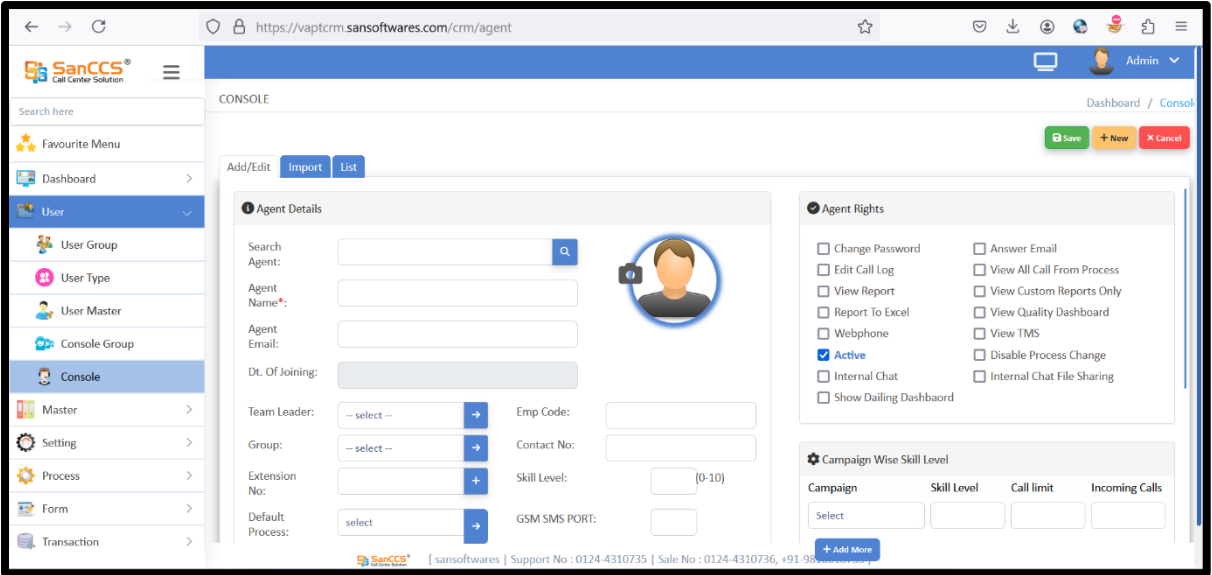 https://vaptcrm.sansoftwares.com/crm/agent
SanCCS®
Call Center Solution
Admin
Search here
CONSOLE
Dashboard / Consol
Save
+ New
× Cancel
Favourite Menu
Dashboard
User
User Group
User Type
User Master
Console Group
Console
Master
Setting
Process
Form
Transaction
Add/Edit
Import
List
Agent Details
Search Agent:
Agent Name*:
Agent Email:
Dt. Of Joining:
Team Leader:
-- select --
Emp Code:
Group:
-- select --
Contact No:
Extension No:
Skill Level:
(0-10)
Default Process:
select
GSM SMS PORT:
Agent Rights
Change Password
Answer Email
Edit Call Log
View All Call From Process
View Report
View Custom Reports Only
Report To Excel
View Quality Dashboard
Webphone
View TMS
Active
Disable Process Change
Internal Chat
Internal Chat File Sharing
Show Dailing Dashbaord
Campaign Wise Skill Level
Campaign
Skill Level
Call limit
Incoming Calls
Select
+ Add More
SanCCS®
[ sansoftwares | Support No : 0124-4310735 | Sale No : 0124-4310736,